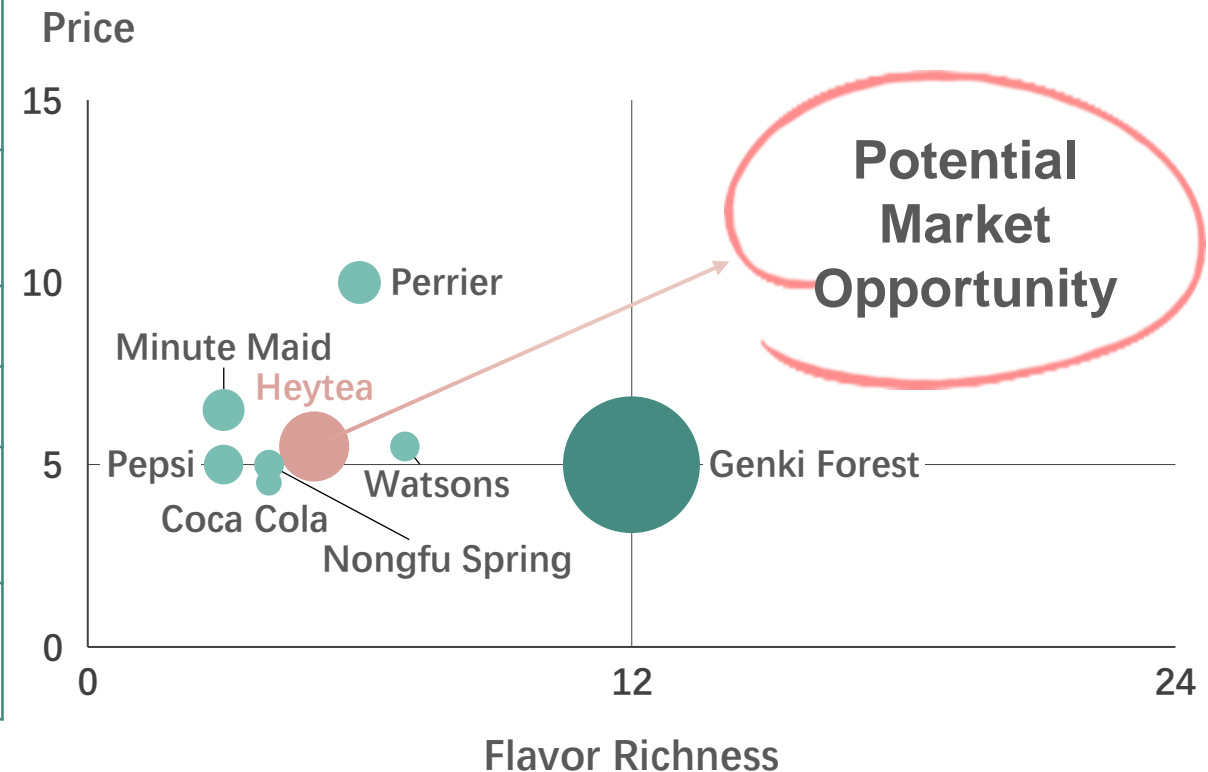 Price
15
Potential
Market
Opportunity
10
Perrier
Minute Maid
Heytea
5
Pepsi
Watsons
Genki Forest
Coca Cola
Nongfu Spring
0
0
12
24
Flavor Richness